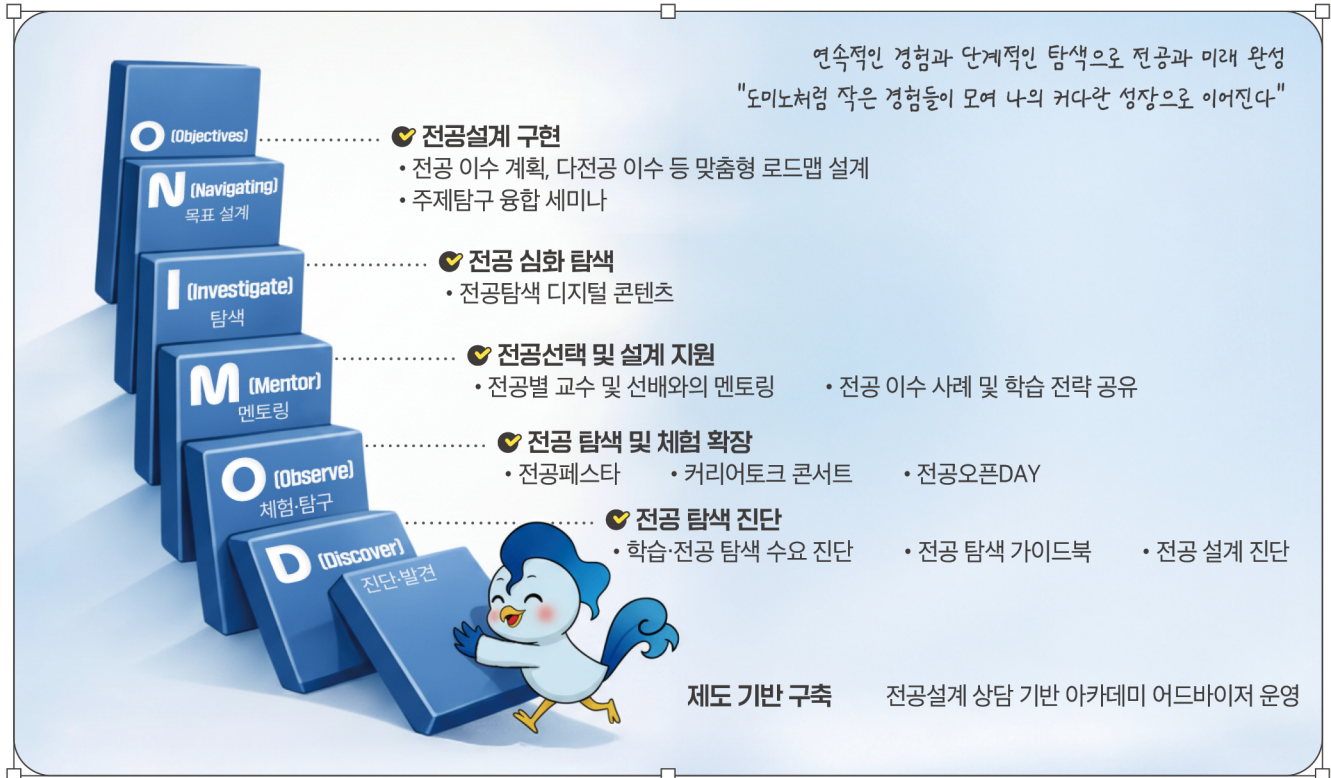 연속적인 경험과 단계적인 탐색으로 전공과 미래 완성
"도미노처럼 작은 경험들이 모여 나의 커다란 성장으로 이어진다"
O (Objectives)
전공설계 구현
• 전공 이수 계획, 다전공 이수 등 맞춤형 로드맵 설계
• 주제탐구 융합 세미나
N (Navigating)
목표 설계
전공 심화 탐색
• 전공탐색 디지털 콘텐츠
I (Investigate)
탐색
전공선택 및 설계 지원
• 전공별 교수 및 선배와의 멘토링 • 전공 이수 사례 및 학습 전략 공유
M (Mentor)
멘토링
전공 탐색 및 체험 확장
• 전공페스타 • 커리어토크 콘서트 • 전공오픈DAY
O (Observe)
체험·탐구
전공 탐색 진단
• 학습·전공 탐색 수요 진단 • 전공 탐색 가이드북 • 전공 설계 진단
D (Discover)
진단·발견
제도 기반 구축 전공설계 상담 기반 아카데미 어드바이저 운영